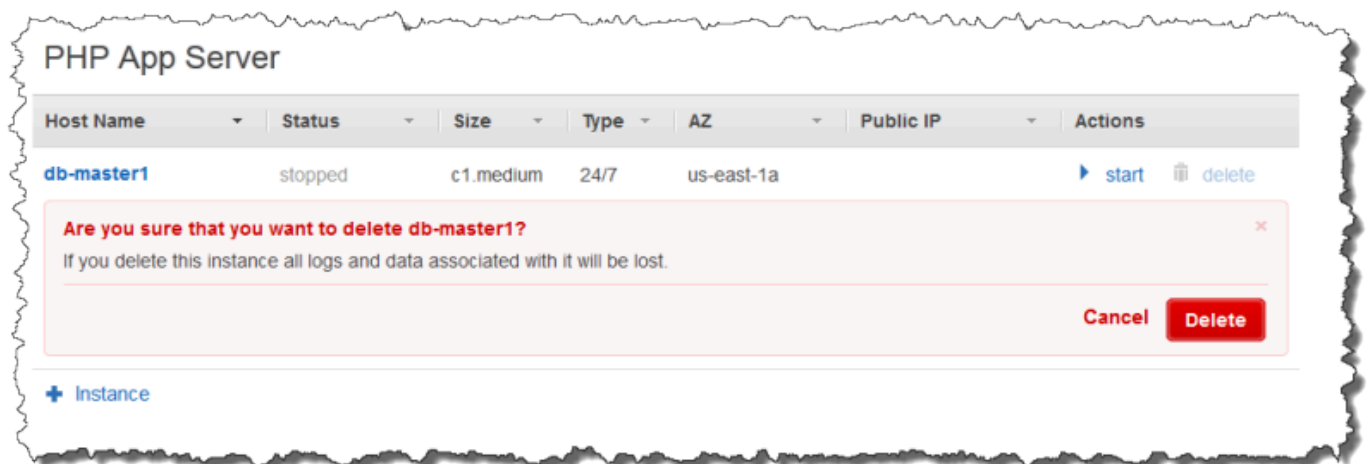 PHP App Server
Host Name Status Size Type AZ Public IP Actions
db-master1 stopped c1.medium 24/7 us-east-1a start delete
Are you sure that you want to delete db-master1?
If you delete this instance all logs and data associated with it will be lost.
Cancel Delete
Instance